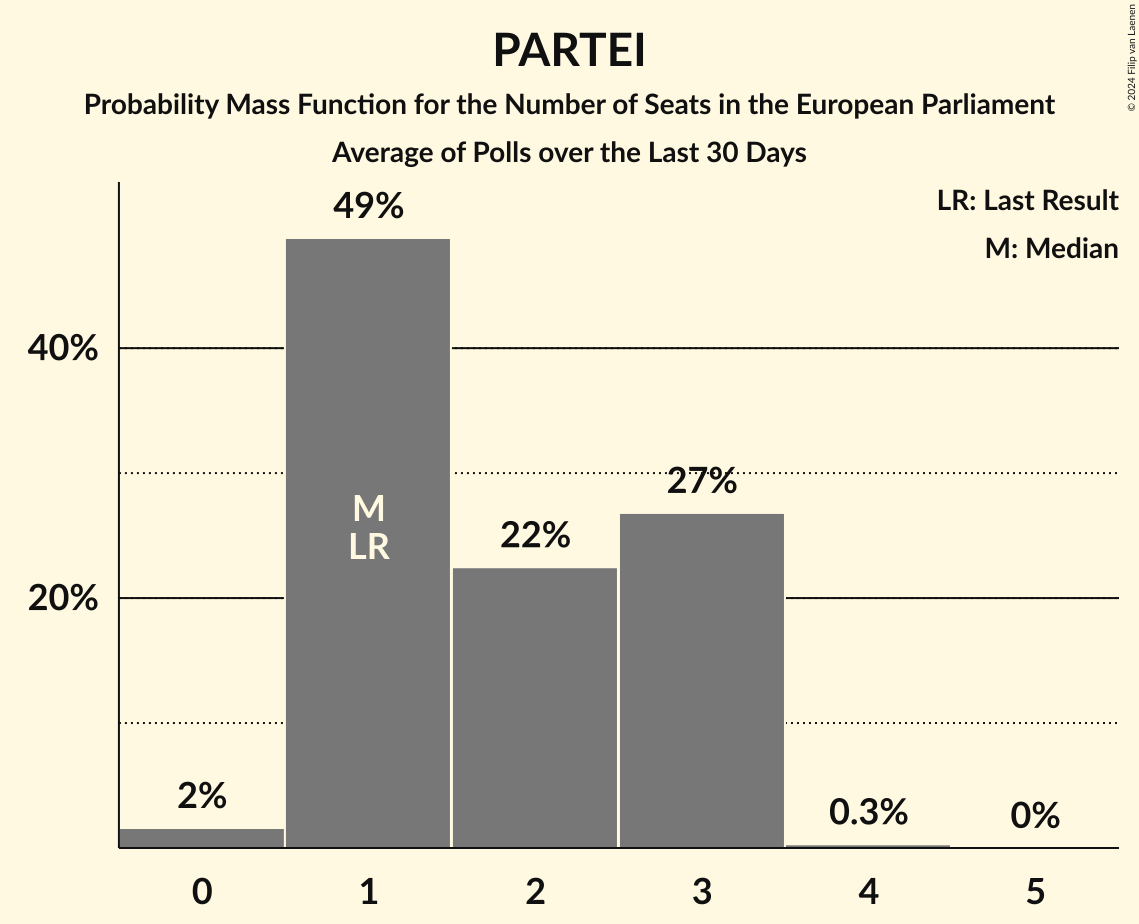 PARTEI
Probability Mass Function for the Number of Seats in the European Parliament
Average of Polls over the Last 30 Days
© 2024 Filip van Laenen
LR: Last Result
M: Median
49%
40%
27%
M
LR
22%
20%
2%
0.3%
0%
0 1 2 3 4 5